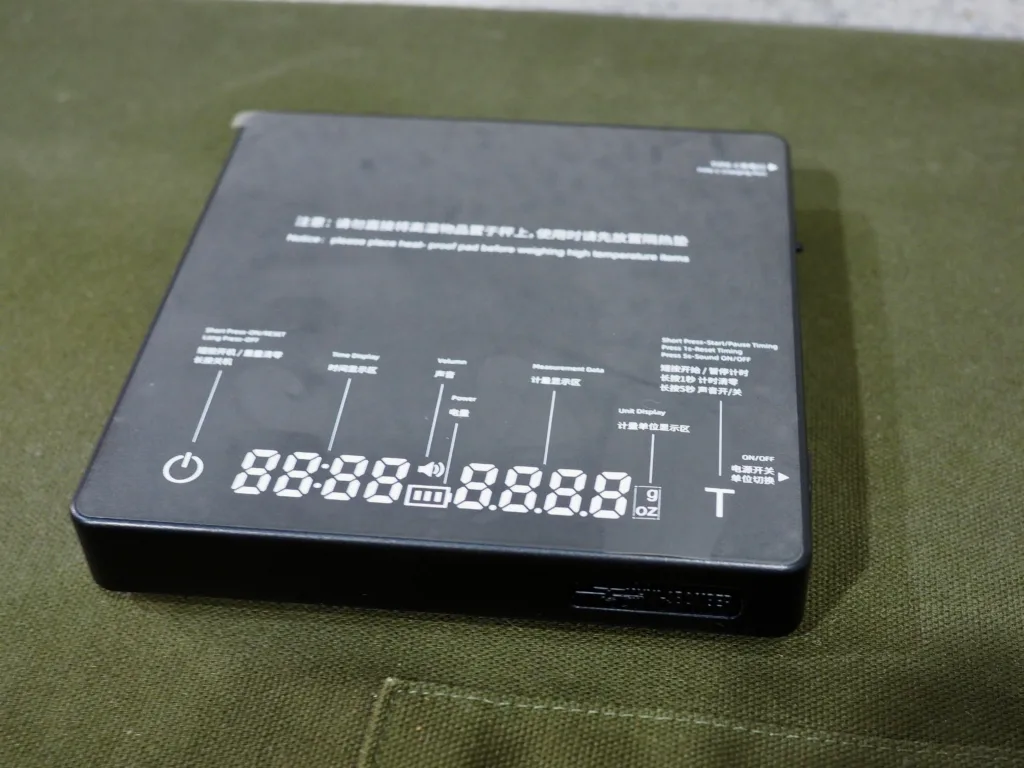 注意：请勿直接将高温物品置于秤上，使用时请先放置隔热垫
Notice: please place heat- proof pad before weighing high temperature items
Short Press-ON/RESET
Long Press-OFF
短按开机 / 重量清零
长按关机
Time Display
时间显示区
Volumn
声音
Power
电量
Measurement Data
计量显示区
Unit Display
计量单位显示区
Short Press-Start/Pause Timing
Press 1s-Reset Timing
Press 5s-Sound ON/OFF
短按开始 / 暂停计时
长按1秒 计时清零
长按5秒 声音开/关
ON/OFF
电源开关
单位切换
88:88
8.8.8.8
g
oz
T